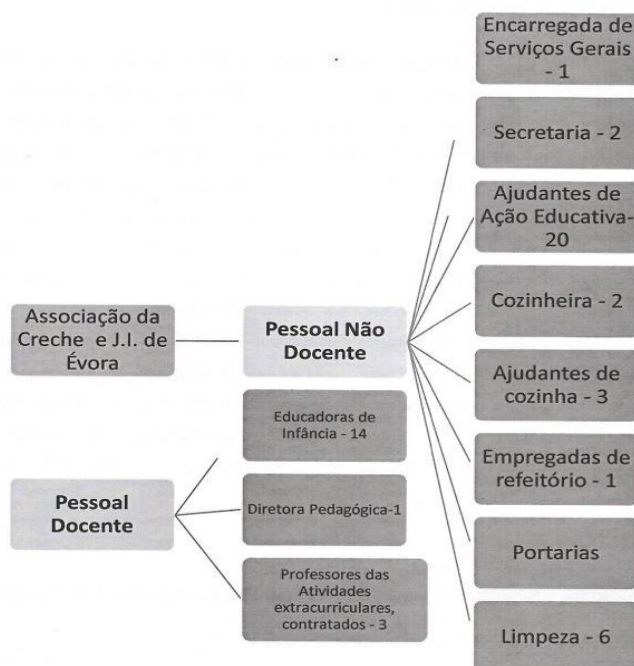 Encarregada de
Serviços Gerais
- 1
Secretaria - 2
Ajudantes de
Ação Educativa-
20
Cozinheira - 2
Ajudantes de
cozinha - 3
Empregadas de
refeitório - 1
Portarias
Limpeza - 6
Associação da
Creche e J.I. de
Évora
Pessoal Não
Docente
Educadoras de
Infância - 14
Pessoal
Docente
Diretora Pedagógica-1
Professores das
Atividades
extracurriculares,
contratados - 3